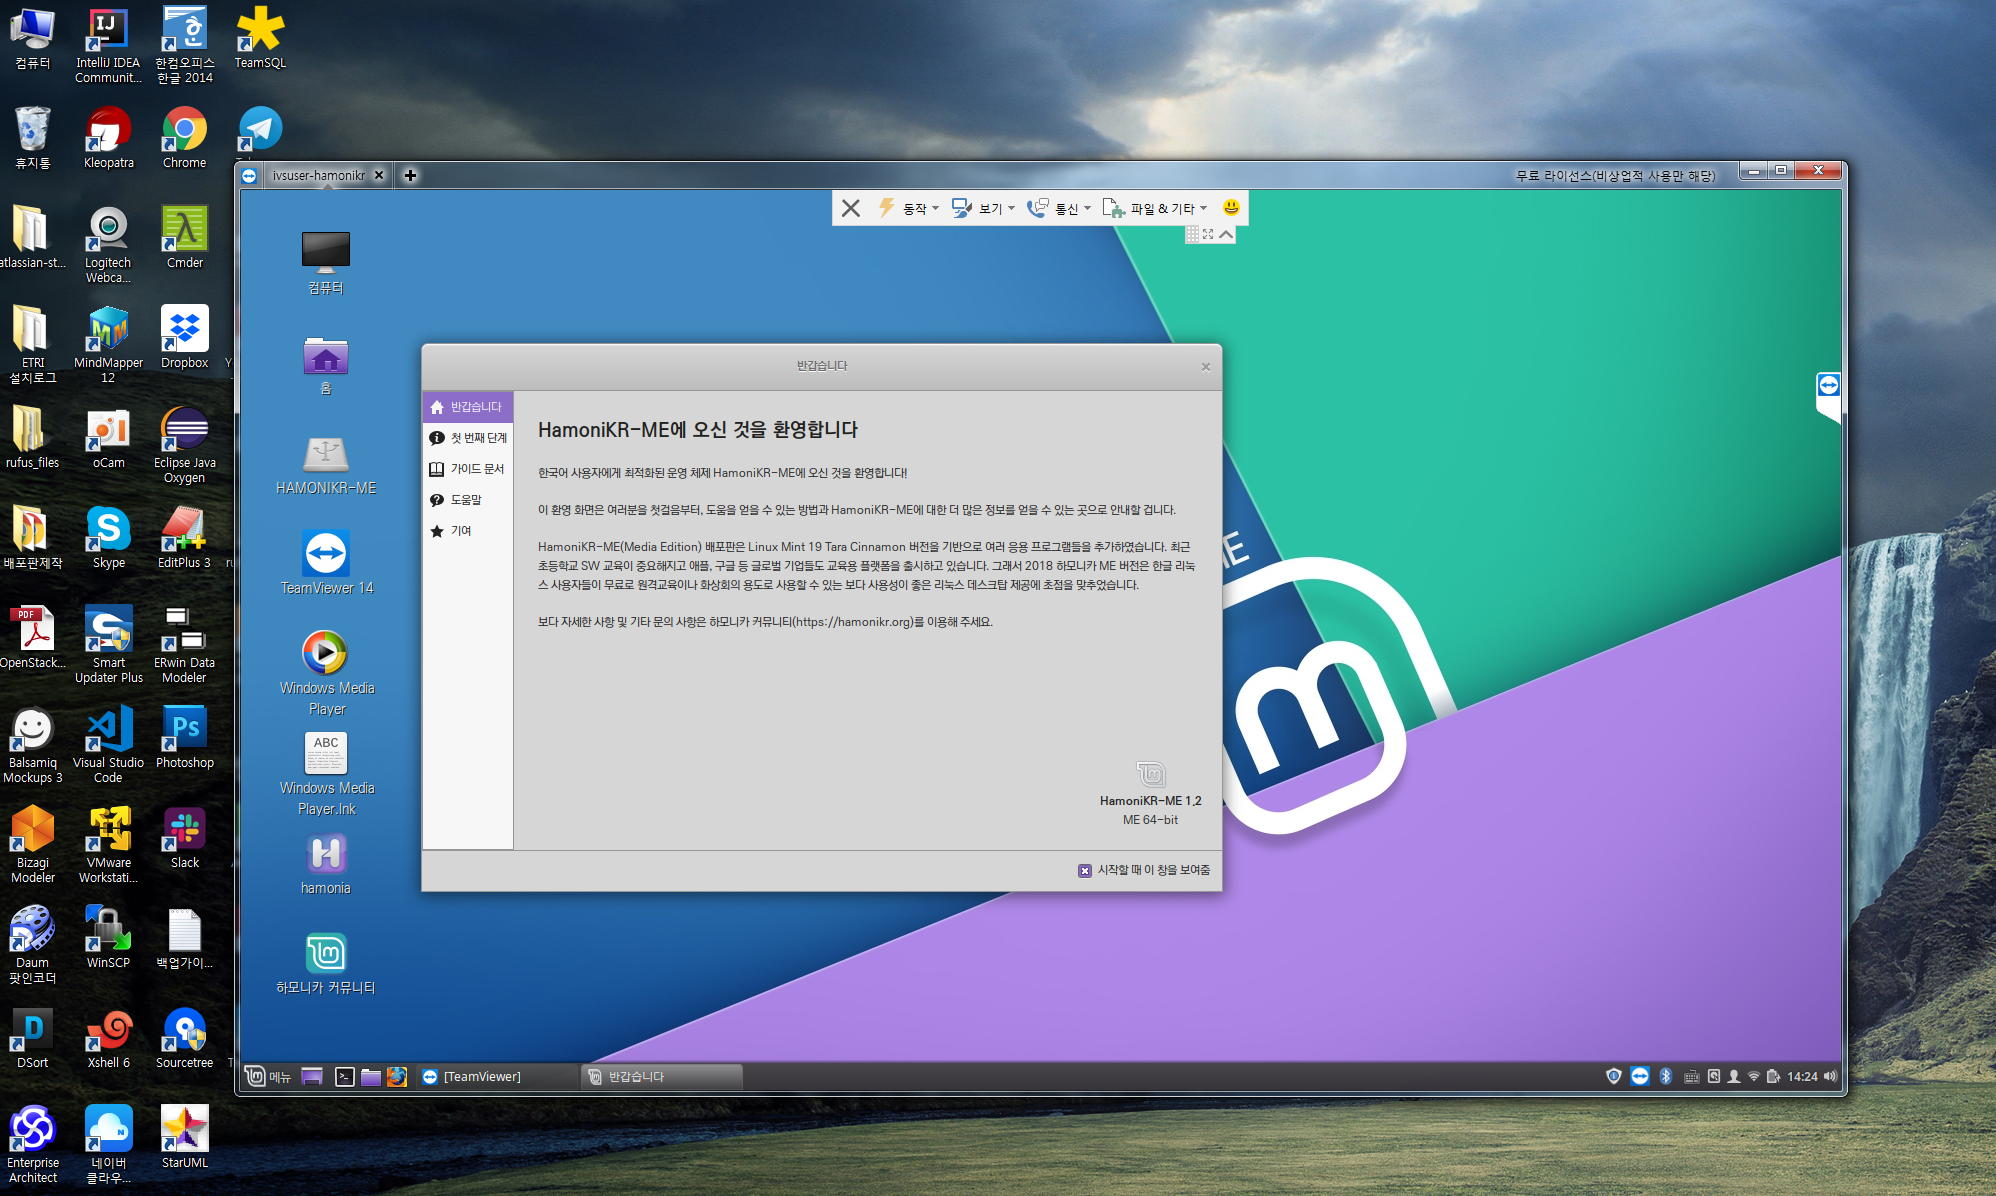 컴퓨터
IntelliJ IDEA
Communit...
한컴오피스
한글 2014
TeamSQL
휴지통
Kleopatra
Chrome
atlassian-st...
Logitech
Webca...
Cmder
ETRI
설치로그
MindMapper
12
Dropbox
rufus_files
oCam
Eclipse Java
Oxygen
배포판제작
Skype
EditPlus 3
PDF
OpenStack...
Smart
Updater Plus
ERwin Data
Modeler
Balsamiq
Mockups 3
Visual Studio
Code
Ps
Photoshop
Bizagi
Modeler
VMware
Workstati...
Slack
Daum
팟인코더
WinSCP
백업가이...
DSort
Xshell 6
Sourcetree
Enterprise
Architect
네이버
클라우...
StarUML
ivsuser-hamonikr
무료 라이선스(비상업적 사용만 해당)
동작
보기
통신
파일 & 기타
컴퓨터
홈
HAMONIKR-ME
TeamViewer 14
Windows Media
Player
ABC
Windows Media
Player.lnk
hamonia
하모니카 커뮤니티
반갑습니다
반갑습니다
첫 번째 단계
가이드 문서
도움말
기여
HamoniKR-ME에 오신 것을 환영합니다
한국어 사용자에게 최적화된 운영 체제 HamoniKR-ME에 오신 것을 환영합니다!
이 환영 화면은 여러분을 첫걸음부터, 도움을 얻을 수 있는 방법과 HamoniKR-ME에 대한 더 많은 정보를 얻을 수 있는 곳으로 안내할 겁니다.
HamoniKR-ME(Media Edition) 배포판은 Linux Mint 19 Tara Cinnamon 버전을 기반으로 여러 응용 프로그램들을 추가하였습니다. 최근
초등학교 SW 교육이 중요해지고 애플, 구글 등 글로벌 기업들도 교육용 플랫폼을 출시하고 있습니다. 그래서 2018 하모니카 ME 버전은 한글 리눅
스 사용자들이 무료로 원격교육이나 화상회의 용도로 사용할 수 있는 보다 사용성이 좋은 리눅스 데스크탑 제공에 초점을 맞추었습니다.
보다 자세한 사항 및 기타 문의 사항은 하모니카 커뮤니티(https://hamonikr.org)를 이용해 주세요.
HamoniKR-ME 1.2
ME 64-bit
시작할 때 이 창을 보여줌
ME
메뉴
[TeamViewer]
반갑습니다
14:24